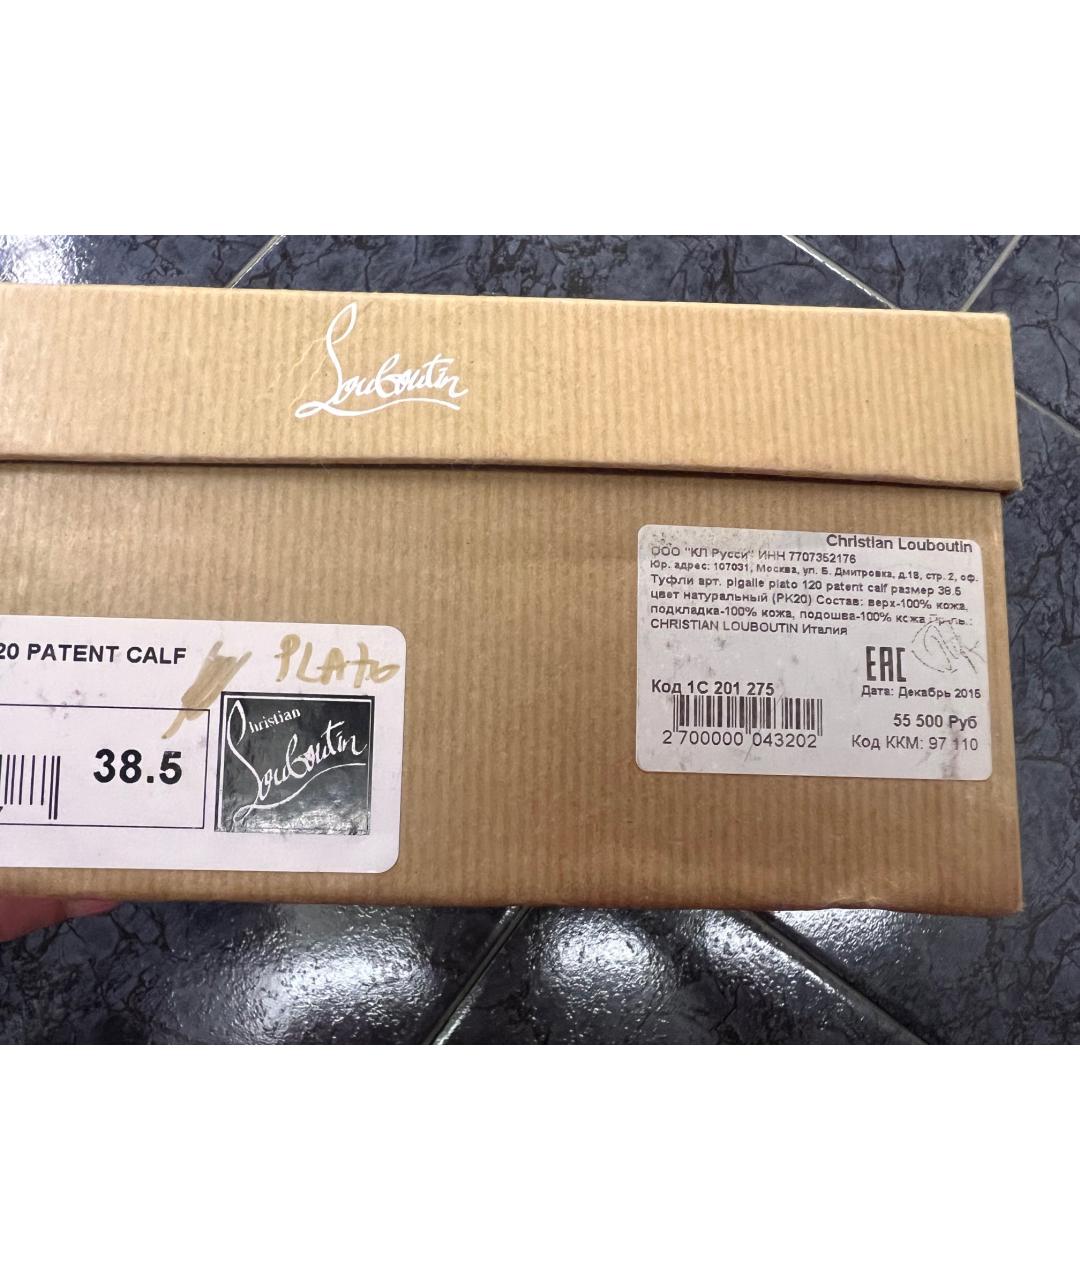 Louboutin
20 PATENT CALF
PLATO
38.5
Christian
Louboutin
Christian Louboutin
ООО "КЛ Русси" ИНН 7707352176
Юр. адрес: 107031, Москва, ул. Б. Дмитровка, д.18, стр. 2, оф.
Туфли арт. pigalle plato 120 patent calf размер 38.5
цвет натуральный (PK20) Состав: верх-100% кожа,
подкладка-100% кожа, подошва-100% кожа
CHRISTIAN LOUBOUTIN Италия
EAC
Код 1С 201 275
Дата: Декабрь 2015
2 700000 043202
55 500 Руб
Код ККМ: 97 110